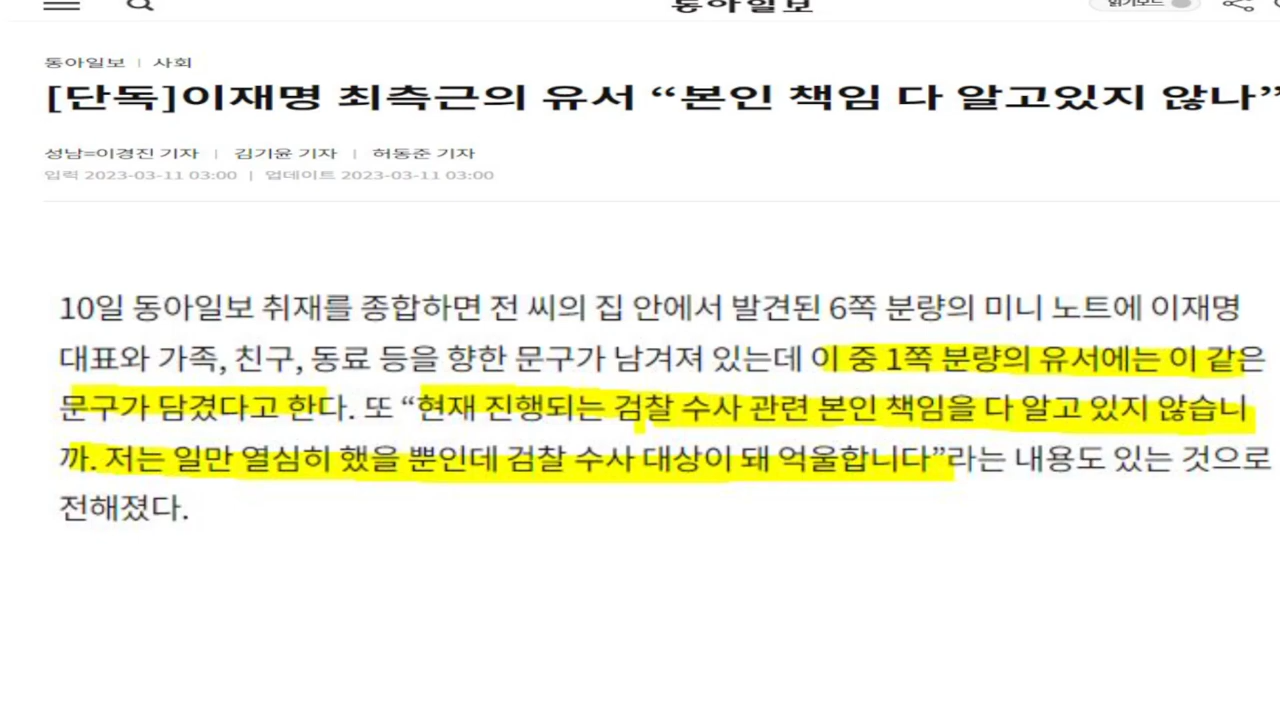 동아일보
읽기모드
동아일보 | 사회
[단독]이재명 최측근의 유서 “본인 책임 다 알고있지 않나”
성남=이경진 기자 | 김기윤 기자 | 허동준 기자
입력 2023-03-11 03:00 | 업데이트 2023-03-11 03:00
10일 동아일보 취재를 종합하면 전 씨의 집 안에서 발견된 6쪽 분량의 미니 노트에 이재명
대표와 가족, 친구, 동료 등을 향한 문구가 남겨져 있는데 이 중 1쪽 분량의 유서에는 이 같은
문구가 담겼다고 한다. 또 “현재 진행되는 검찰 수사 관련 본인 책임을 다 알고 있지 않습니
까. 저는 일만 열심히 했을 뿐인데 검찰 수사 대상이 돼 억울합니다”라는 내용도 있는 것으로
전해졌다.